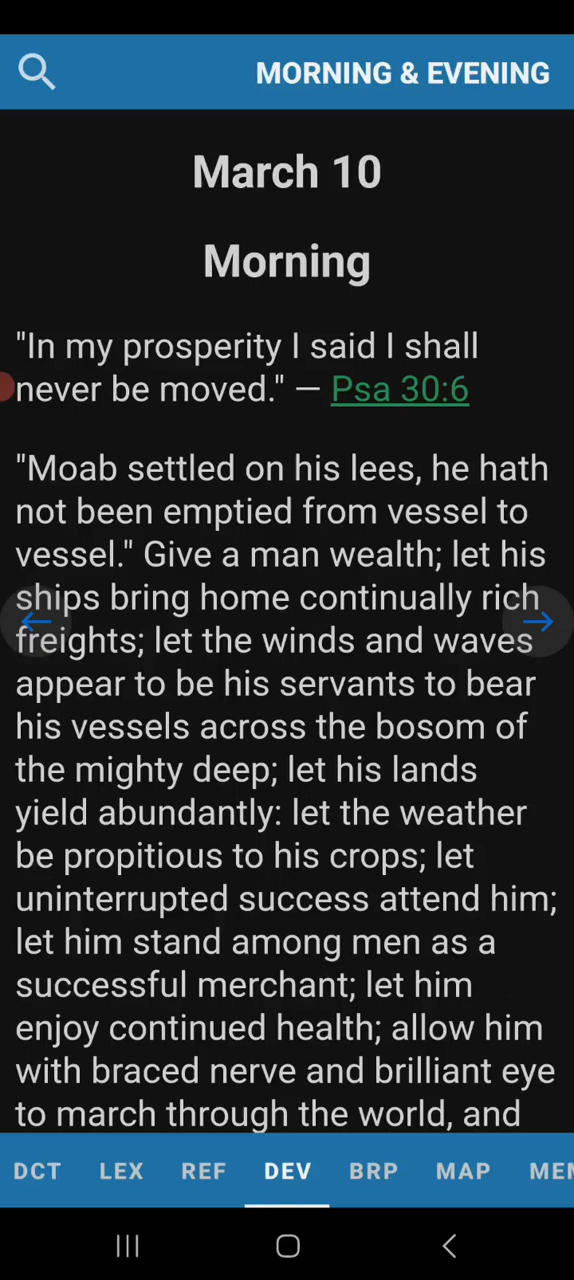 MORNING & EVENING
March 10
Morning
"In my prosperity I said I shall
never be moved." — Psa 30:6
"Moab settled on his lees, he hath
not been emptied from vessel to
vessel." Give a man wealth; let his
ships bring home continually rich
freights; let the winds and waves
appear to be his servants to bear
his vessels across the bosom of
the mighty deep; let his lands
yield abundantly: let the weather
be propitious to his crops; let
uninterrupted success attend him;
let him stand among men as a
successful merchant; let him
enjoy continued health; allow him
with braced nerve and brilliant eye
to march through the world, and
DCT LEX REF DEV BRP MAP MEM